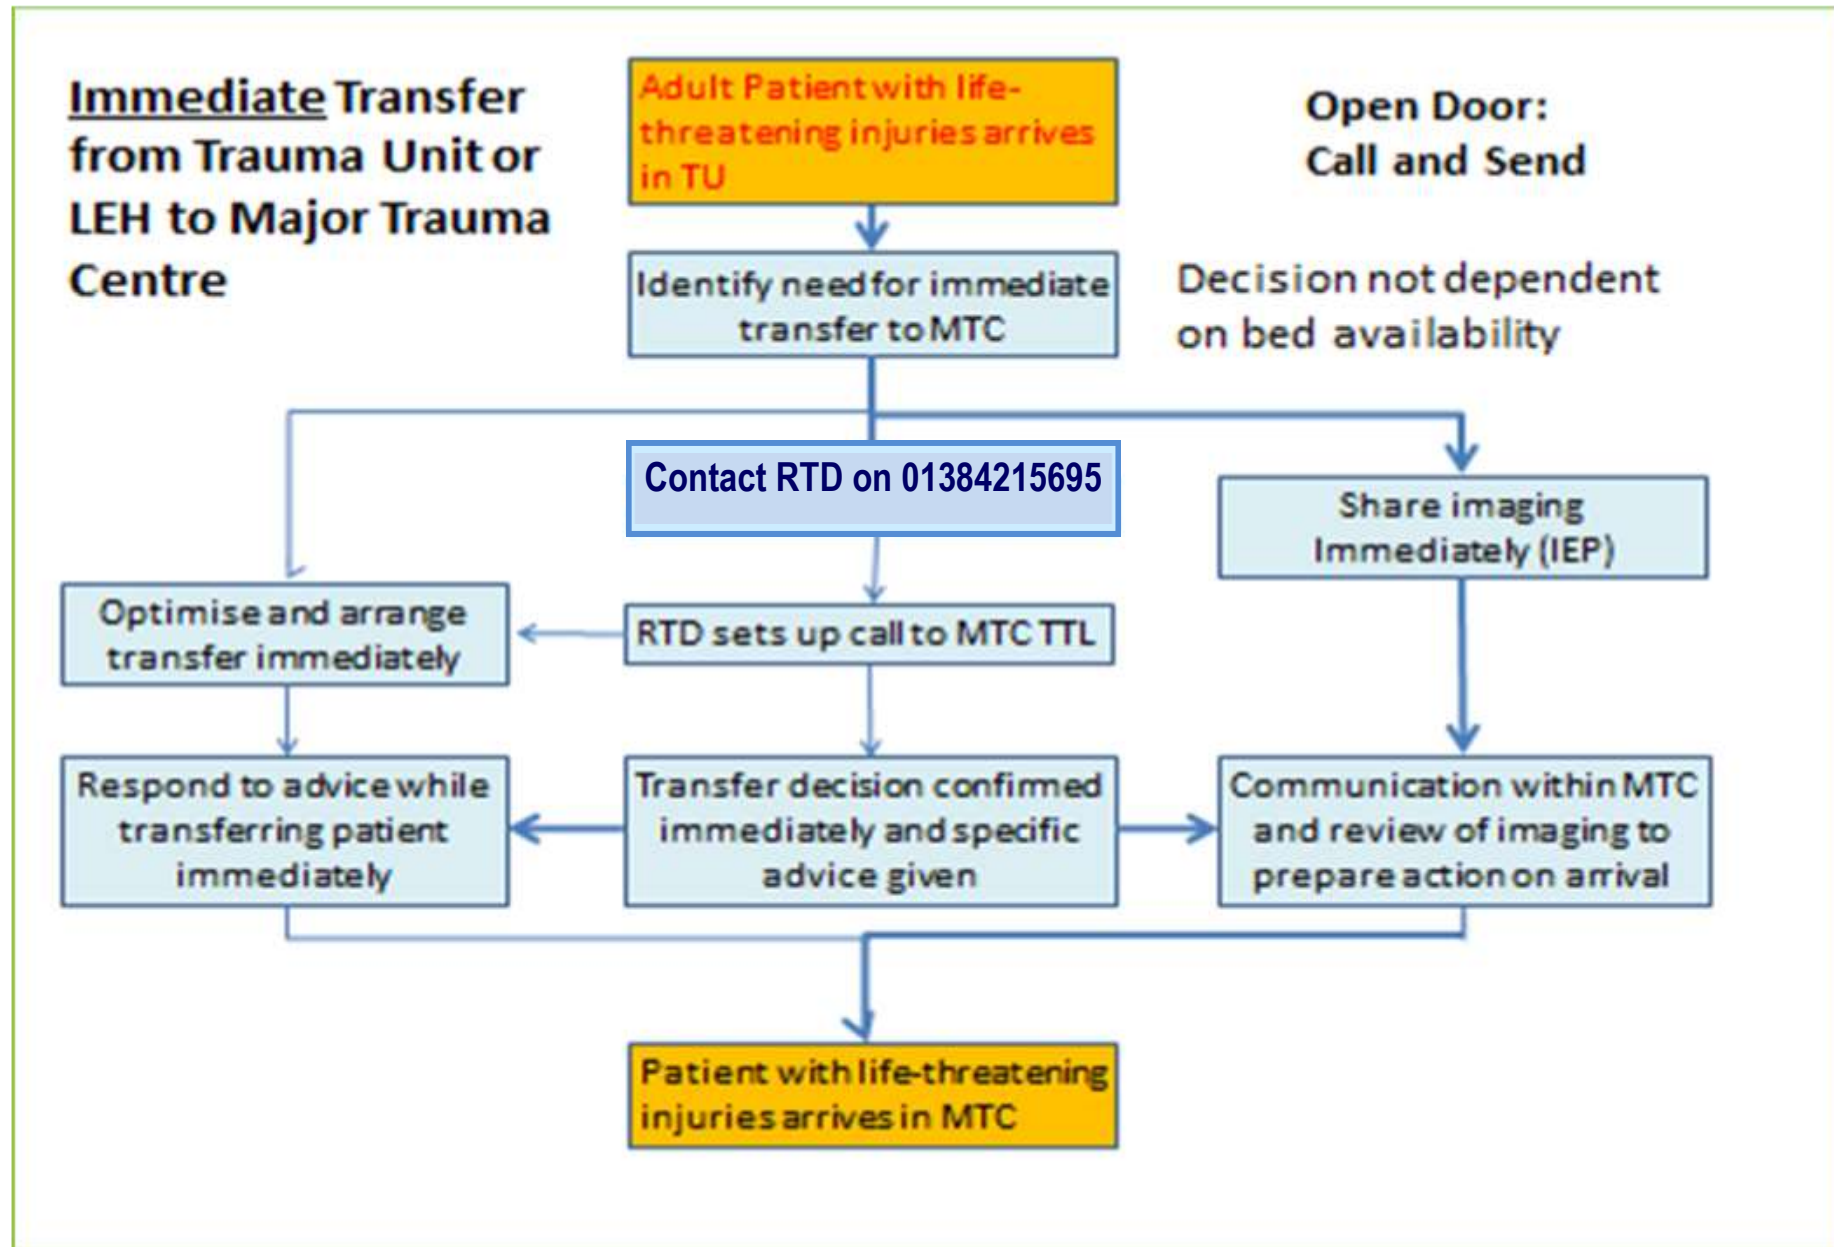 Immediate Transfer
from Trauma Unit or
LEH to Major Trauma
Centre
Adult Patient with life-
threatening injuries arrives
in TU
Open Door:
Call and Send
Identify need for immediate
transfer to MTC
Decision not dependent
on bed availability
Contact RTD on 01384215695
Share imaging
Immediately (IEP)
Optimise and arrange
transfer immediately
RTD sets up call to MTC TTL
Respond to advice while
transferring patient
immediately
Transfer decision confirmed
immediately and specific
advice given
Communication within MTC
and review of imaging to
prepare action on arrival
Patient with life-threatening
injuries arrives in MTC